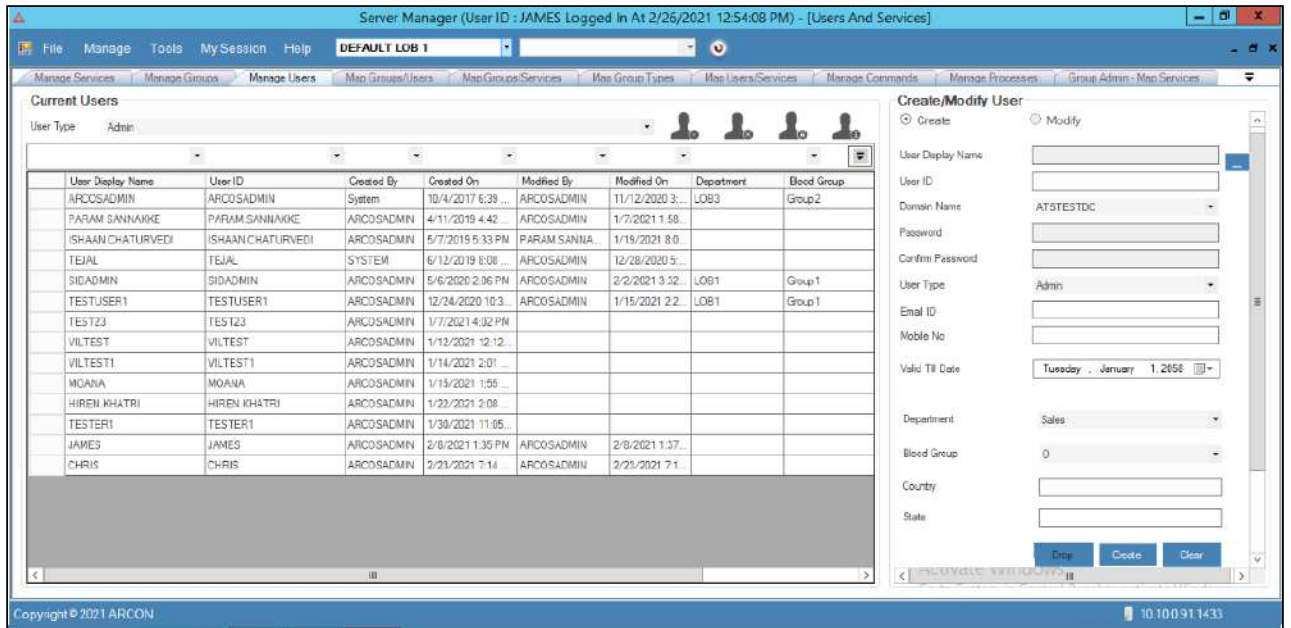 Server Manager (User ID : JAMES Logged In At 2/26/2021 12:54:08 PM) - [Users And Services]
File Manage Tools My Session Help DEFAULT LOB 1
Manage Services Manage Groups Manage Users Map Groups/Users Map Groups/Services Map Group Types Map Users/Services Manage Commands Manage Processes Group Admin - Map Services
Current Users
User Type Admin
User Display Name User ID Created By Created On Modified By Modified On Department Blood Group
ARCOSADMIN ARCOSADMIN System 10/4/2017 6:39 ... ARCOSADMIN 11/12/2020 3:... LOB3 Group2
PARAM SANNAKKE PARAM.SANNAKKE ARCOSADMIN 4/11/2019 4:42 ... ARCOSADMIN 1/7/2021 1:58...
ISHAAN CHATURVEDI ISHAAN.CHATURVEDI ARCOSADMIN 5/7/2019 5:33 PM PARAM.SANNA... 1/19/2021 8:0...
TEJAL TEJAL SYSTEM 6/12/2019 8:08 ... ARCOSADMIN 12/28/2020 5:...
SIDADMIN SIDADMIN ARCOSADMIN 5/6/2020 2:06 PM ARCOSADMIN 2/2/2021 3:32... LOB1 Group1
TESTUSER1 TESTUSER1 ARCOSADMIN 12/24/2020 10:3... ARCOSADMIN 1/15/2021 2:2... LOB1 Group1
TEST23 TEST23 ARCOSADMIN 1/7/2021 4:02 PM
VILTEST VILTEST ARCOSADMIN 1/12/2021 12:12...
VILTEST1 VILTEST1 ARCOSADMIN 1/14/2021 2:01 ...
MOANA MOANA ARCOSADMIN 1/15/2021 1:55 ...
HIREN KHATRI HIREN KHATRI ARCOSADMIN 1/22/2021 2:08 ...
TESTER1 TESTER1 ARCOSADMIN 1/30/2021 11:05...
JAMES JAMES ARCOSADMIN 2/8/2021 1:35 PM ARCOSADMIN 2/8/2021 1:37...
CHRIS CHRIS ARCOSADMIN 2/23/2021 7:14 ... ARCOSADMIN 2/23/2021 7:1...
Create/Modify User
Create Modify
User Display Name
User ID
Domain Name ATSTESTDC
Password
Confirm Password
User Type Admin
Email ID
Mobile No
Valid Till Date Tuesday , January 1, 2058
Department Sales
Blood Group O
Country
State
Drop Create Clear
Activate Windows
Copyright © 2021 ARCON 10.10.0.91.1433